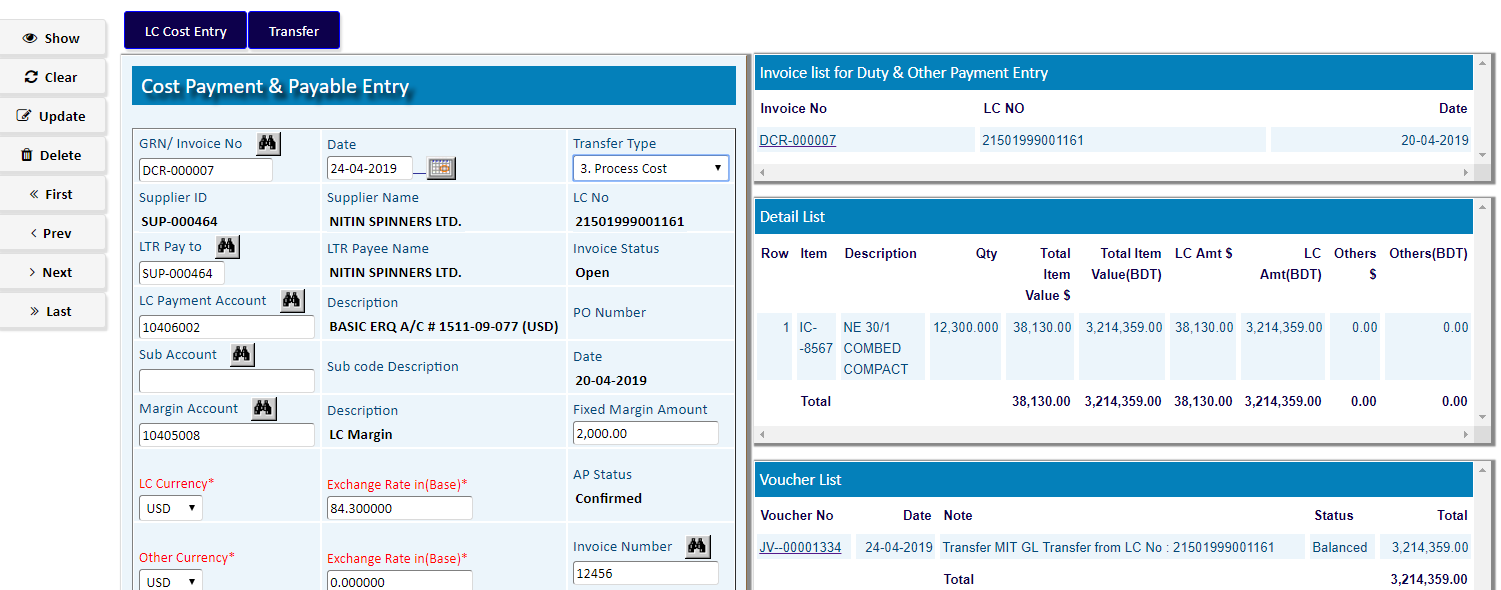 LC Cost Entry Transfer
Show
Clear
Update
Delete
First
Prev
Next
Last
Cost Payment & Payable Entry
GRN/ Invoice No Date Transfer Type
DCR-000007 24-04-2019 3. Process Cost
Supplier ID Supplier Name LC No
SUP-000464 NITIN SPINNERS LTD. 21501999001161
LTR Pay to LTR Payee Name Invoice Status
SUP-000464 NITIN SPINNERS LTD. Open
LC Payment Account Description PO Number
10406002 BASIC ERQ A/C # 1511-09-077 (USD)
Sub Account Sub code Description Date
20-04-2019
Margin Account Description Fixed Margin Amount
10405008 LC Margin 2,000.00
LC Currency* Exchange Rate in(Base)* AP Status
USD 84.300000 Confirmed
Other Currency* Exchange Rate in(Base)* Invoice Number
USD 0.000000 12456
Invoice list for Duty & Other Payment Entry
Invoice No LC NO Date
DCR-000007 21501999001161 20-04-2019
Detail List
Row Item Description Qty Total LC Amt $ LC Others Others(BDT)
Item Total Item Amt(BDT) $
Value $ Value(BDT)
1 IC- NE 30/1 12,300.000 38,130.00 3,214,359.00 38,130.00 3,214,359.00 0.00 0.00
-8567 COMBED
COMPACT
Total 38,130.00 3,214,359.00 38,130.00 3,214,359.00 0.00 0.00
Voucher List
Voucher No Date Note Status Total
JV--00001334 24-04-2019 Transfer MIT GL Transfer from LC No : 21501999001161 Balanced 3,214,359.00
Total 3,214,359.00